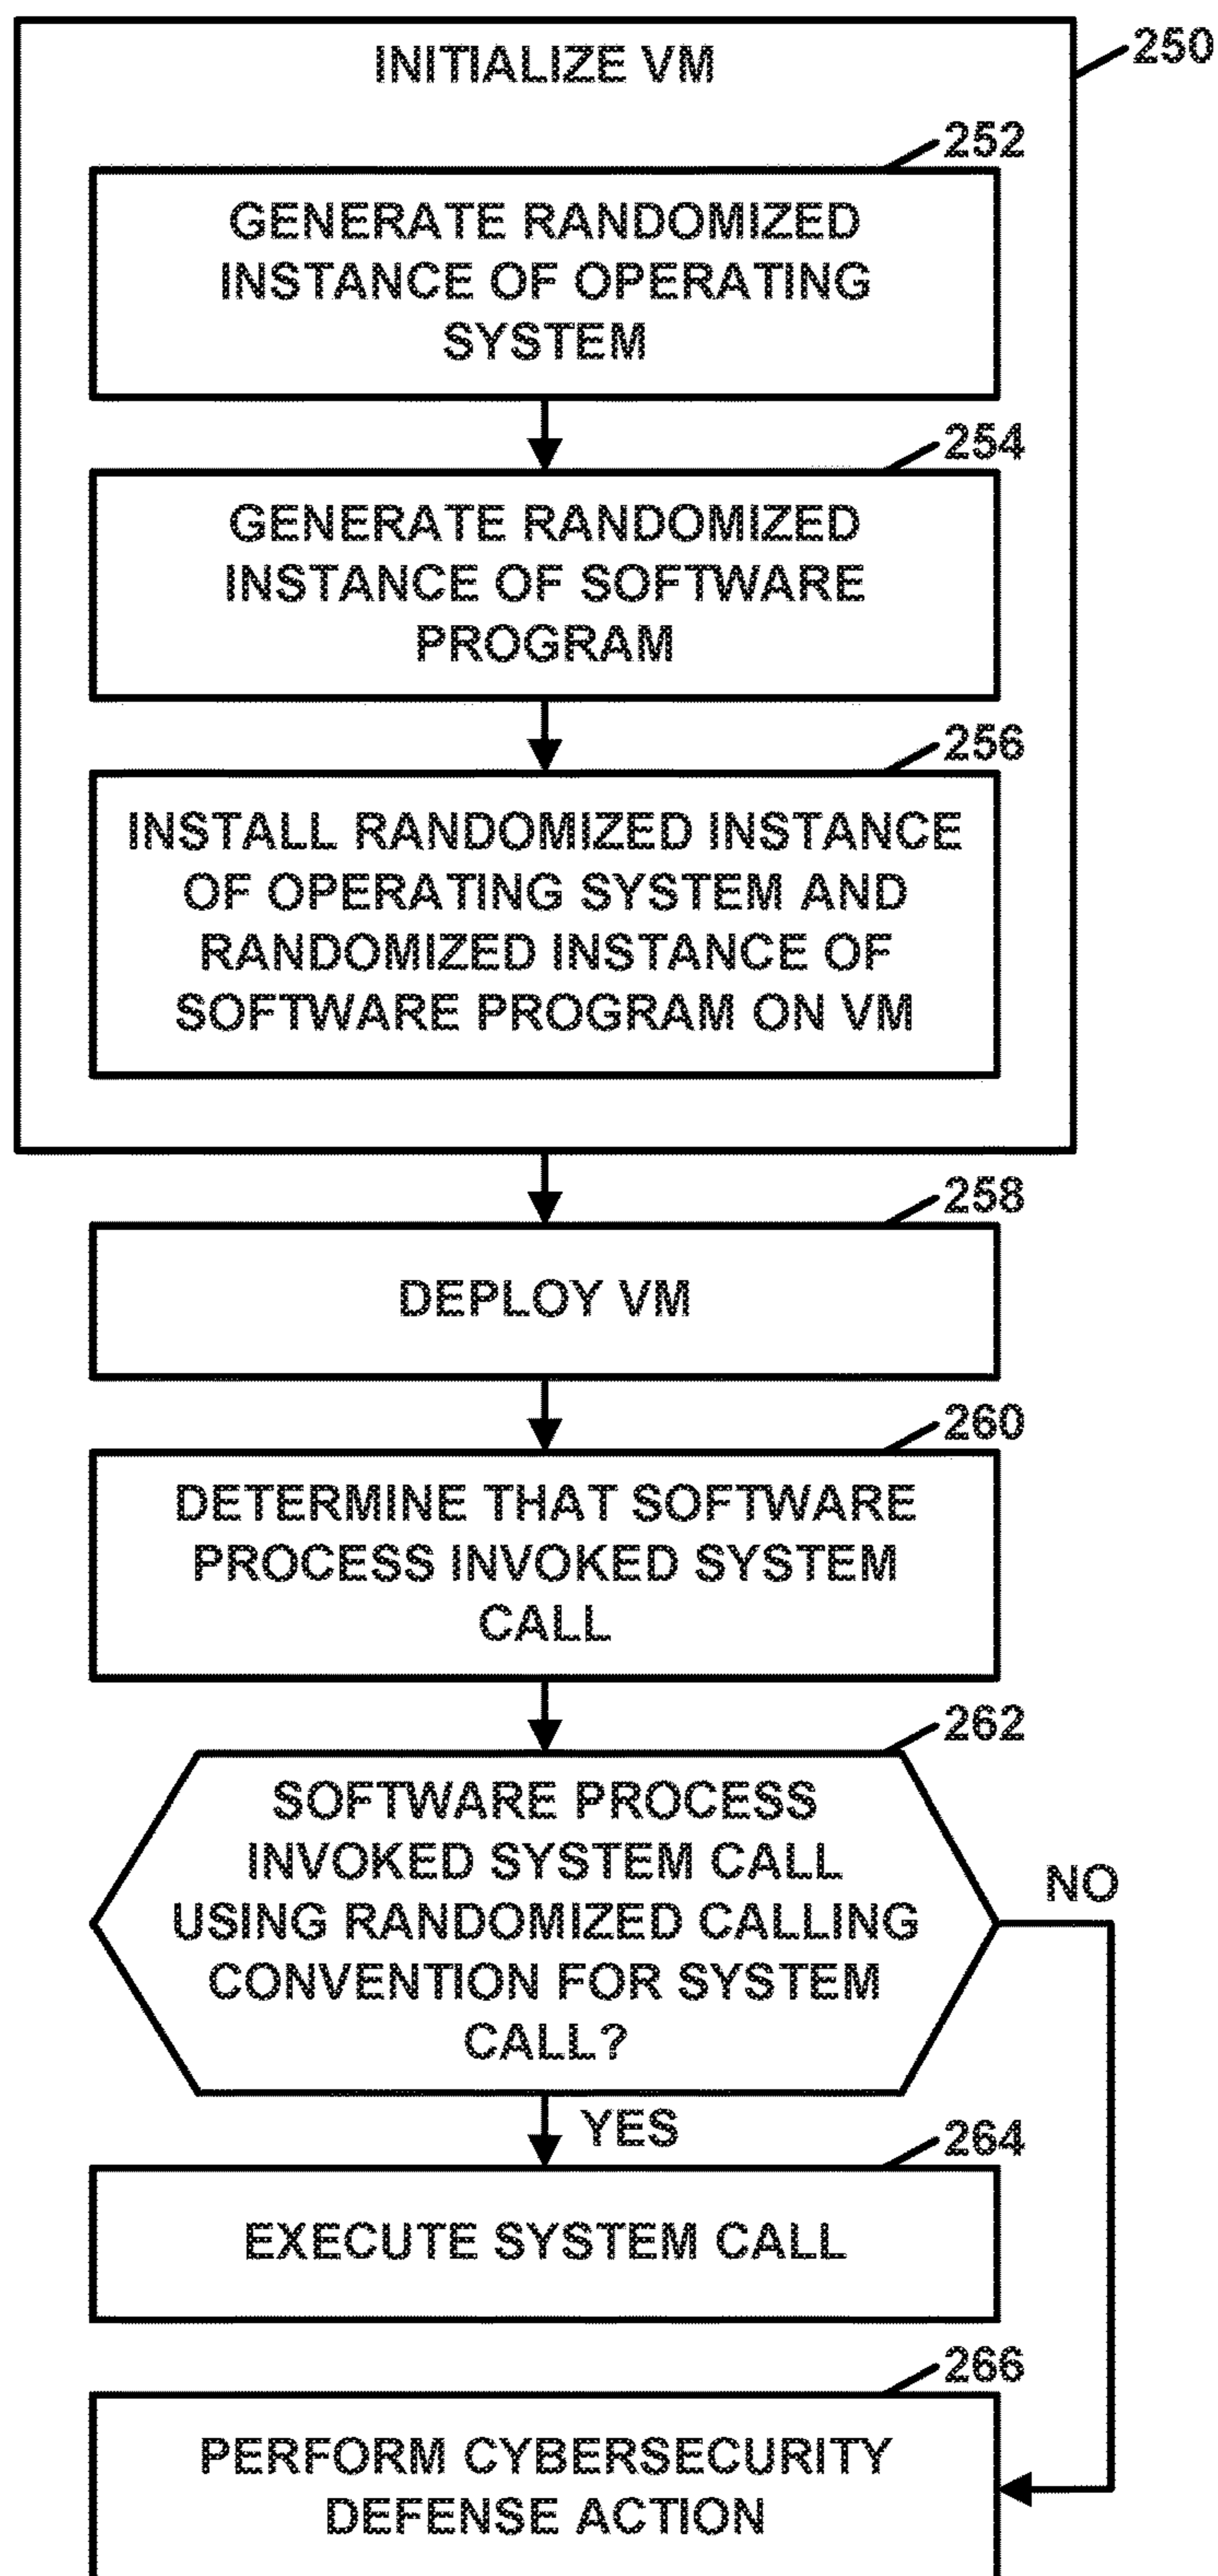 INITIALIZE VM
250
252
GENERATE RANDOMIZED
INSTANCE OF OPERATING
SYSTEM
254
GENERATE RANDOMIZED
INSTANCE OF SOFTWARE
PROGRAM
256
INSTALL RANDOMIZED INSTANCE
OF OPERATING SYSTEM AND
RANDOMIZED INSTANCE OF
SOFTWARE PROGRAM ON VM
258
DEPLOY VM
260
DETERMINE THAT SOFTWARE
PROCESS INVOKED SYSTEM
CALL
262
SOFTWARE PROCESS
INVOKED SYSTEM CALL
USING RANDOMIZED CALLING
CONVENTION FOR SYSTEM
CALL?
NO
YES
264
EXECUTE SYSTEM CALL
266
PERFORM CYBERSECURITY
DEFENSE ACTION